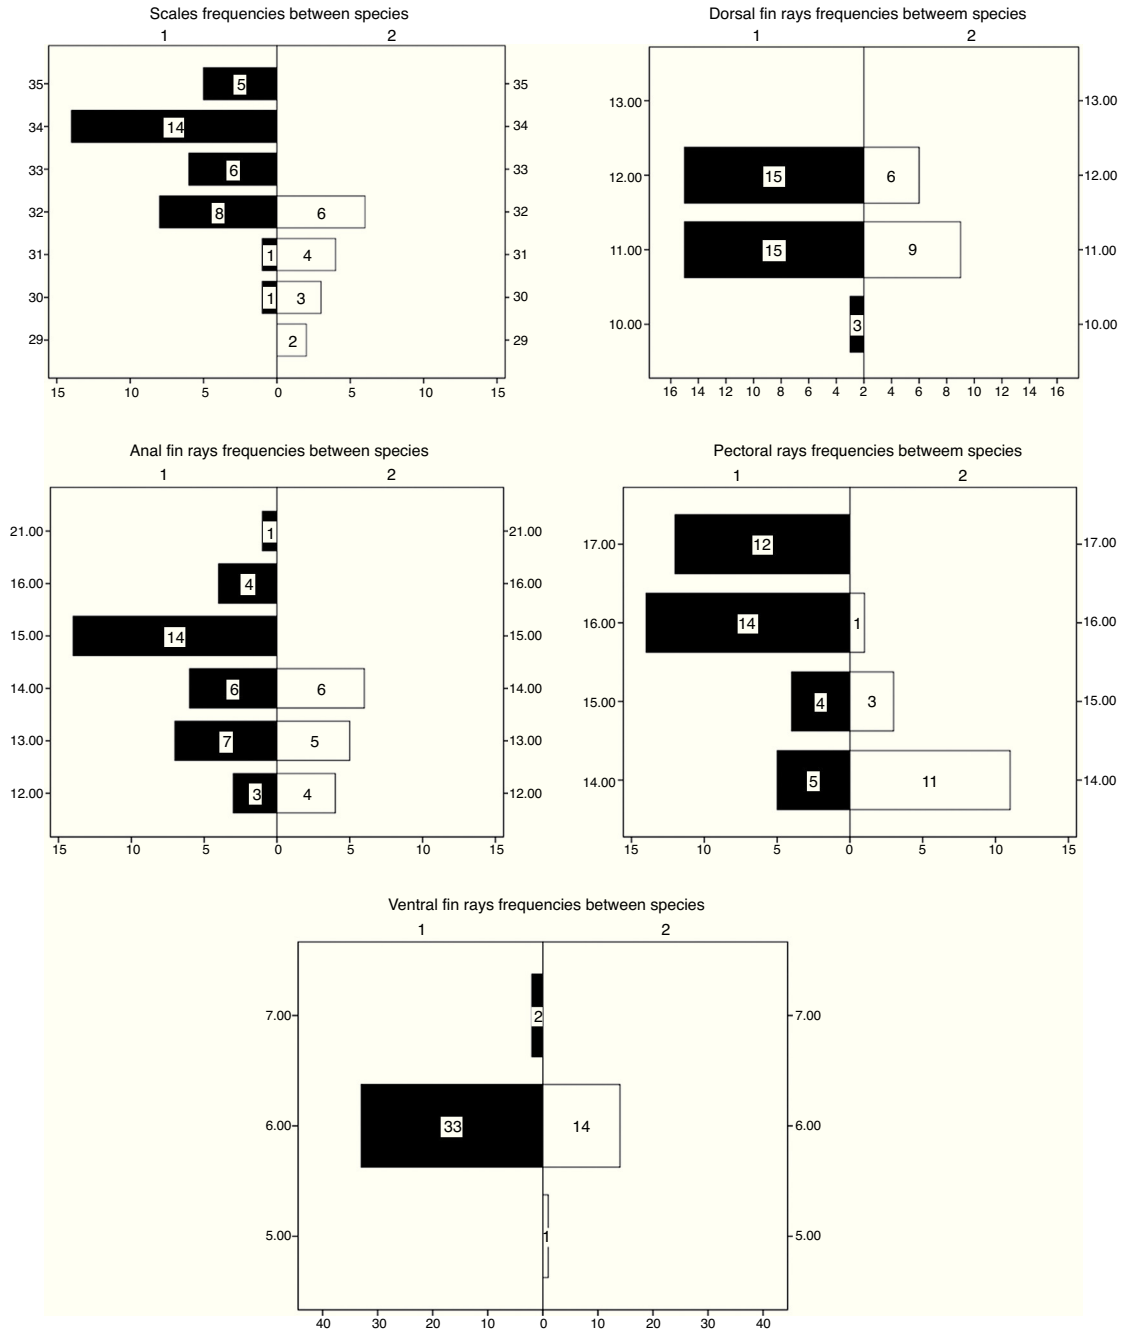 Scales frequencies between species
1 2
35 5 35
34 14 34
33 6 33
32 8 6 32
31 1 4 31
30 1 3 30
29 2 29
15 10 5 0 5 10 15
Dorsal fin rays frequencies betweem species
1 2
13.00 13.00
12.00 15 6 12.00
11.00 15 9 11.00
10.00 3 10.00
16 14 12 10 8 6 4 2 4 6 8 10 12 14 16
Anal fin rays frequencies between species
1 2
21.00 1 21.00
16.00 4 16.00
15.00 14 15.00
14.00 6 6 14.00
13.00 7 5 13.00
12.00 3 4 12.00
15 10 5 0 5 10 15
Pectoral rays frequencies betweem species
1 2
17.00 12 17.00
16.00 14 1 16.00
15.00 4 3 15.00
14.00 5 11 14.00
15 10 5 0 5 10 15
Ventral fin rays frequencies between species
1 2
7.00 2 7.00
6.00 33 14 6.00
5.00 1 5.00
40 30 20 10 0 10 20 30 40